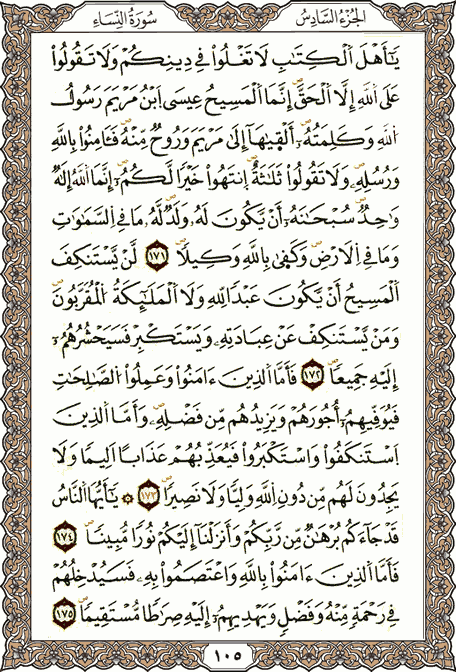 الجزء السادس سورة النساء
يَٰٓأَهْلَ ٱلْكِتَٰبِ لَا تَغْلُوا۟ فِى دِينِكُمْ وَلَا تَقُولُوا۟
عَلَى ٱللَّهِ إِلَّا ٱلْحَقَّ إِنَّمَا ٱلْمَسِيحُ عِيسَى ٱبْنُ مَرْيَمَ رَسُولُ
ٱللَّهِ وَكَلِمَتُهُۥٓ أَلْقَىٰهَآ إِلَىٰ مَرْيَمَ وَرُوحٌ مِّنْهُ فَـَٔامِنُوا۟ بِٱللَّهِ
وَرُسُلِهِۦ وَلَا تَقُولُوا۟ ثَلَٰثَةٌ ٱنتَهُوا۟ خَيْرًا لَّكُمْ إِنَّمَا ٱللَّهُ إِلَٰهٌ
وَٰحِدٌ سُبْحَٰنَهُۥٓ أَن يَكُونَ لَهُۥ وَلَدٌ لَّهُۥ مَا فِى ٱلسَّمَٰوَٰتِ
وَمَا فِى ٱلْأَرْضِ وَكَفَىٰ بِٱللَّهِ وَكِيلًا ١٧١ لَّن يَسْتَنكِفَ
ٱلْمَسِيحُ أَن يَكُونَ عَبْدًا لِّلَّهِ وَلَا ٱلْمَلَٰٓئِكَةُ ٱلْمُقَرَّبُونَ
وَمَن يَسْتَنكِفْ عَنْ عِبَادَتِهِۦ وَيَسْتَكْبِرْ فَسَيَحْشُرُهُمْ
إِلَيْهِ جَمِيعًا ١٧٢ فَأَمَّا ٱلَّذِينَ ءَامَنُوا۟ وَعَمِلُوا۟ ٱلصَّٰلِحَٰتِ
فَيُوَفِّيهِمْ أُجُورَهُمْ وَيَزِيدُهُم مِّن فَضْلِهِۦ وَأَمَّا ٱلَّذِينَ
ٱسْتَنكَفُوا۟ وَٱسْتَكْبَرُوا۟ فَيُعَذِّبُهُمْ عَذَابًا أَلِيمًا وَلَا
يَجِدُونَ لَهُم مِّن دُونِ ٱللَّهِ وَلِيًّا وَلَا نَصِيرًا ١٧٣ ۞ يَٰٓأَيُّهَا ٱلنَّاسُ
قَدْ جَآءَكُم بُرْهَٰنٌ مِّن رَّبِّكُمْ وَأَنزَلْنَآ إِلَيْكُمْ نُورًا مُّبِينًا ١٧٤
فَأَمَّا ٱلَّذِينَ ءَامَنُوا۟ بِٱللَّهِ وَٱعْتَصَمُوا۟ بِهِۦ فَسَيُدْخِلُهُمْ
فِى رَحْمَةٍ مِّنْهُ وَفَضْلٍ وَيَهْدِيهِمْ إِلَيْهِ صِرَٰطًا مُّسْتَقِيمًا ١٧٥
١٠٥